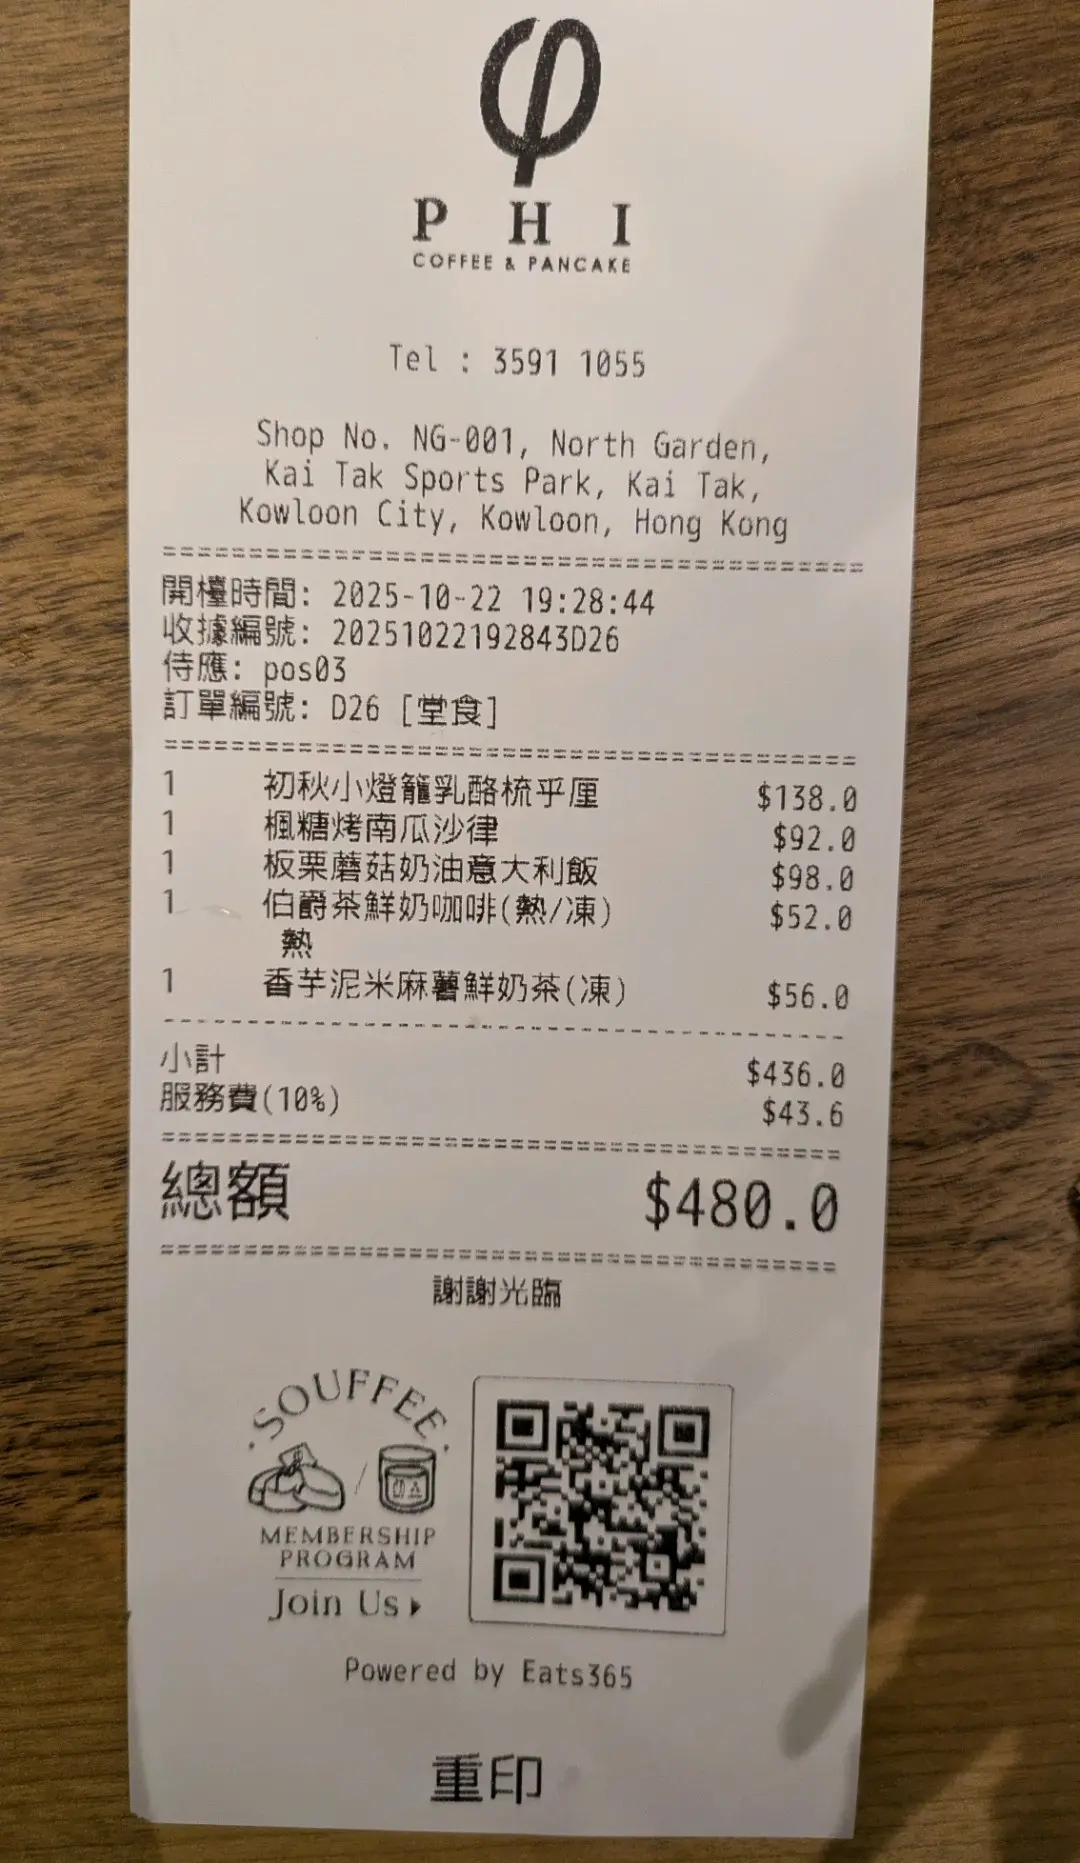 φ
PHI
COFFEE & PANCAKE
Tel : 3591 1055
Shop No. NG-001, North Garden,
Kai Tak Sports Park, Kai Tak,
Kowloon City, Kowloon, Hong Kong
開檯時間: 2025-10-22 19:28:44
收據編號: 20251022192843D26
侍應: pos03
訂單編號: D26 [堂食]
1 初秋小燈籠乳酪梳乎厘 $138.0
1 楓糖烤南瓜沙律 $92.0
1 板栗蘑菇奶油意大利飯 $98.0
1 伯爵茶鮮奶咖啡(熱/凍) $52.0
熱
1 香芋泥米麻薯鮮奶茶(凍) $56.0
小計 $436.0
服務費(10%) $43.6
總額 $480.0
謝謝光臨
·SOUFFEE·
MEMBERSHIP
PROGRAM
Join Us
Powered by Eats365
重印